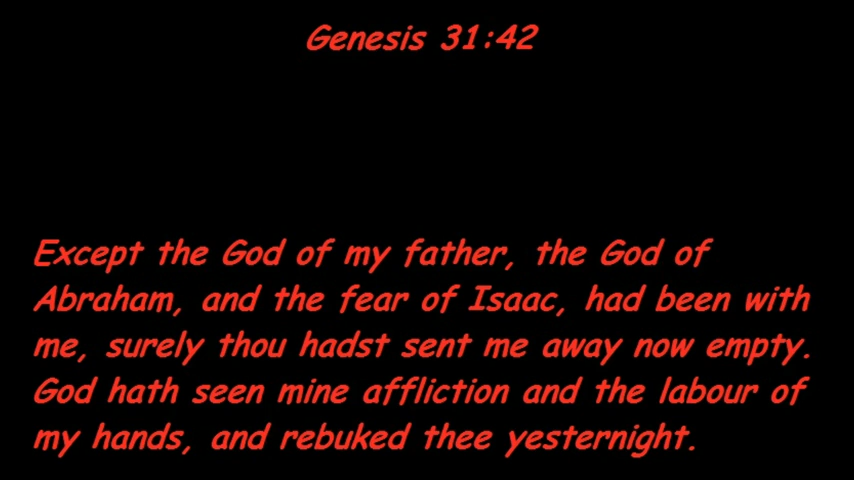 Genesis 31:42
Except the God of my father, the God of
Abraham, and the fear of Isaac, had been with
me, surely thou hadst sent me away now empty.
God hath seen mine affliction and the labour of
my hands, and rebuked thee yesternight.